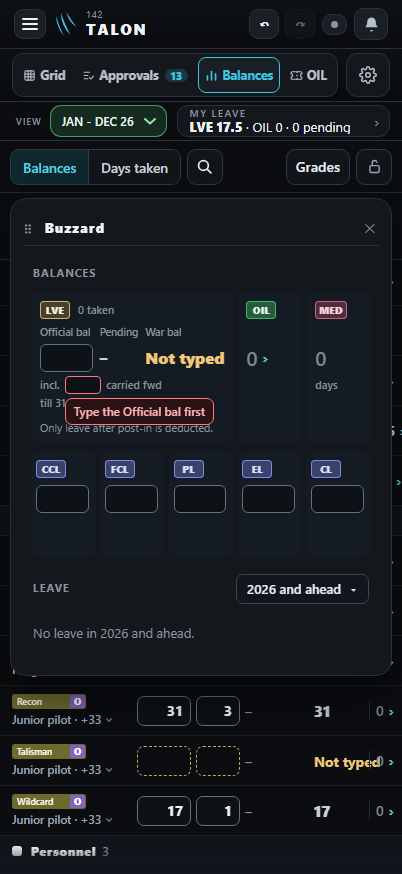 142
TALON
Grid
Approvals 13
Balances
OIL
VIEW
JAN - DEC 26
MY LEAVE
LVE 17.5 · OIL 0 · 0 pending
Balances
Days taken
Grades
Buzzard
BALANCES
LVE 0 taken
Official bal Pending War bal
– Not typed
incl. carried fwd
till 31
Type the Official bal first
Only leave after post-in is deducted.
OIL
0 ›
MED
0
days
CCL
FCL
PL
EL
CL
LEAVE
2026 and ahead
No leave in 2026 and ahead.
Recon O
Junior pilot · +33
31 3 – 31 0 ›
Talisman O
Junior pilot · +33
– Not typed 0 ›
Wildcard O
Junior pilot · +33
17 1 – 17 0 ›
Personnel 3